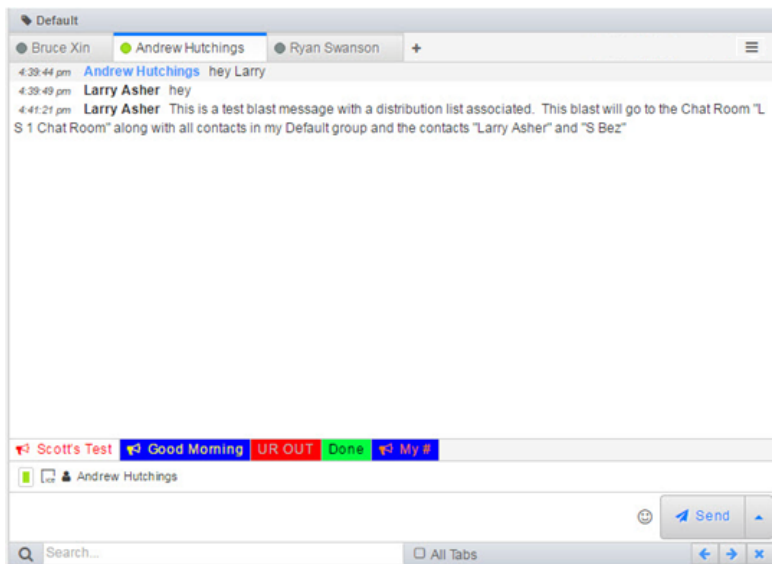 Default
Bruce Xin Andrew Hutchings Ryan Swanson +
4:39:44 pm Andrew Hutchings hey Larry
4:39:49 pm Larry Asher hey
4:41:21 pm Larry Asher This is a test blast message with a distribution list associated. This blast will go to the Chat Room "L
S 1 Chat Room" along with all contacts in my Default group and the contacts "Larry Asher" and "S Bez"
Scott's Test Good Morning UR OUT Done My #
ICE Andrew Hutchings
Send
Search... All Tabs